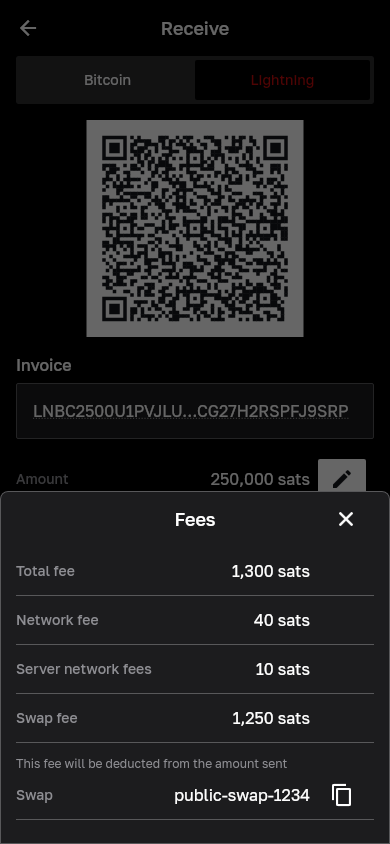 Receive
Bitcoin Lightning
Invoice
LNBC2500U1PVJLU...CG27H2RSPFJ9SRP
Amount 250,000 sats
Fees
Total fee 1,300 sats
Network fee 40 sats
Server network fees 10 sats
Swap fee 1,250 sats
This fee will be deducted from the amount sent
Swap public-swap-1234